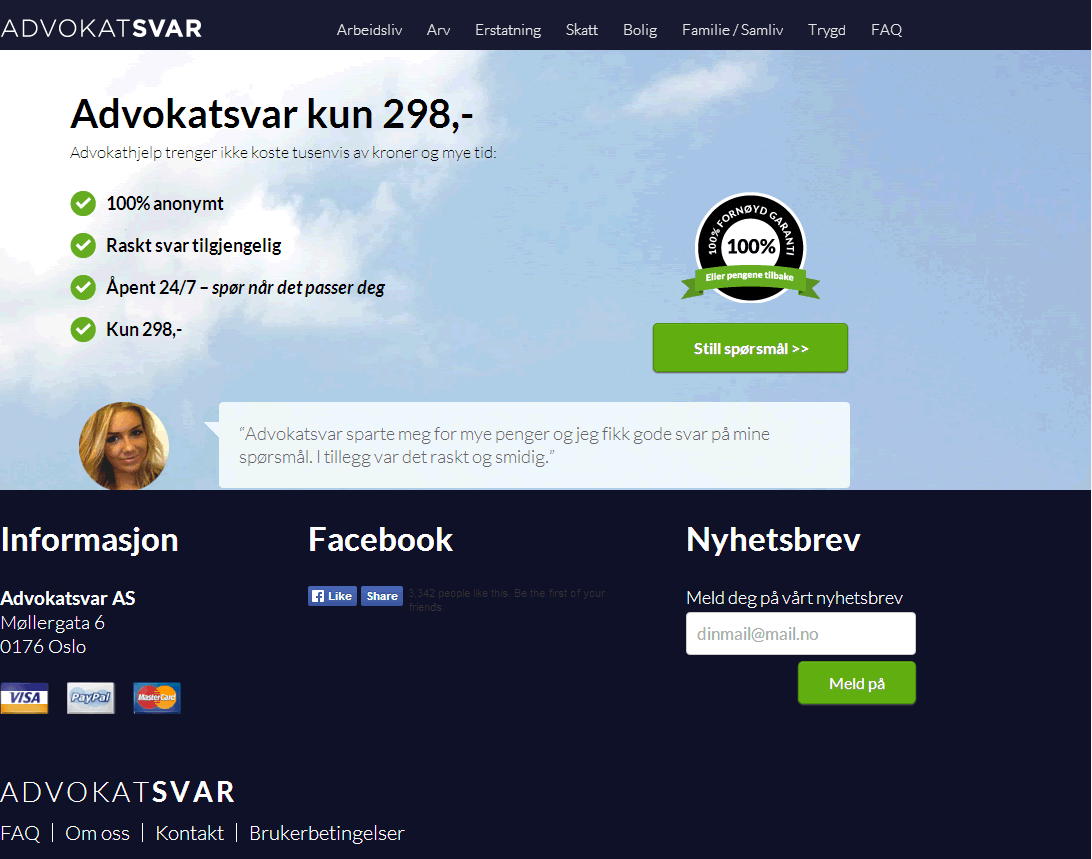 ADVOKATSVAR
Arbeidsliv Arv Erstatning Skatt Bolig Familie / Samliv Trygd FAQ
Advokatsvar kun 298,-
Advokathjelp trenger ikke koste tusenvis av kroner og mye tid:
100% anonymt
Raskt svar tilgjengelig
Åpent 24/7 – spør når det passer deg
Kun 298,-
100% FORNØYD GARANTI
100%
Eller pengene tilbake
Still spørsmål >>
“Advokatsvar sparte meg for mye penger og jeg fikk gode svar på mine
spørsmål. I tillegg var det raskt og smidig.”
Informasjon
Advokatsvar AS
Møllergata 6
0176 Oslo
VISA PayPal MasterCard
Facebook
Like Share 3,342 people like this. Be the first of your
friends.
Nyhetsbrev
Meld deg på vårt nyhetsbrev
dinmail@mail.no
Meld på
ADVOKATSVAR
FAQ | Om oss | Kontakt | Brukerbetingelser